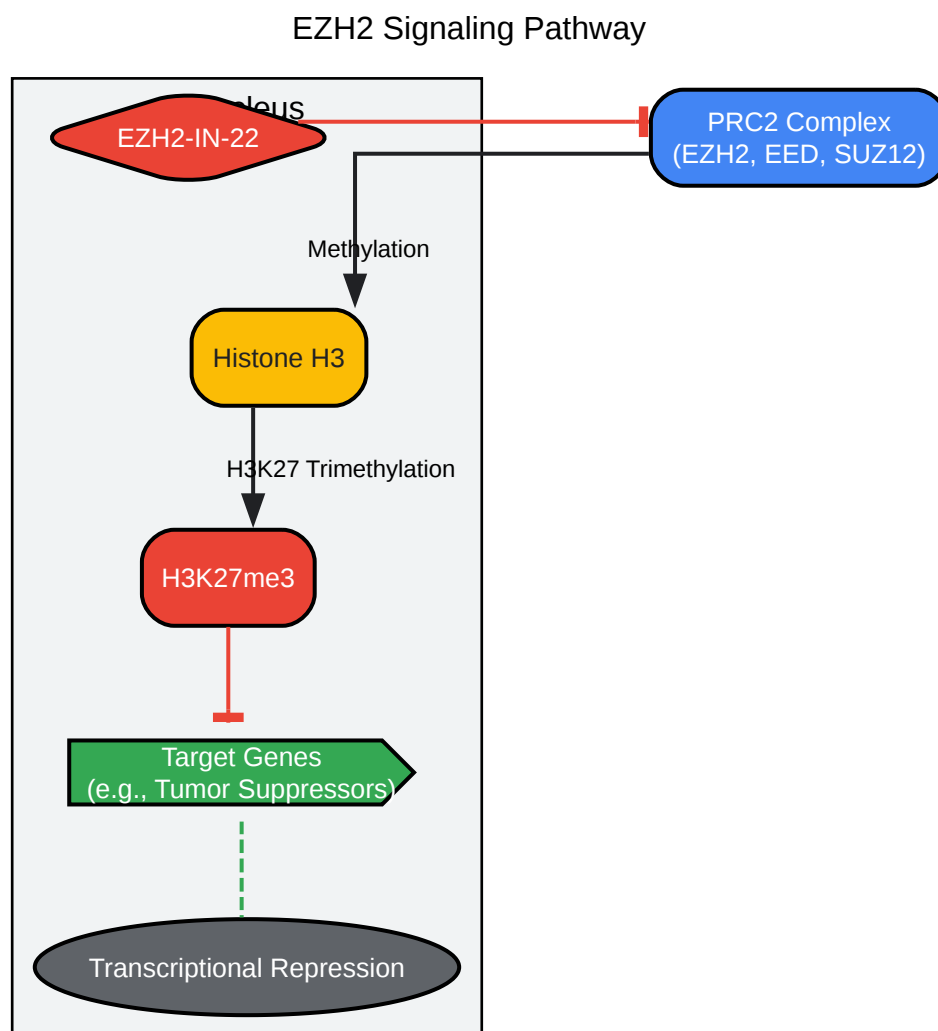 EZH2 Signaling Pathway
EZH2-IN-22
PRC2 Complex
(EZH2, EED, SUZ12)
Methylation
Histone H3
H3K27 Trimethylation
H3K27me3
Target Genes
(e.g., Tumor Suppressors)
Transcriptional Repression